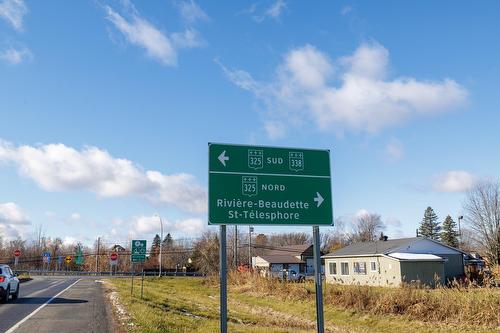 325 SUD 338
325 NORD
Rivière-Beaudette
St-Télesphore